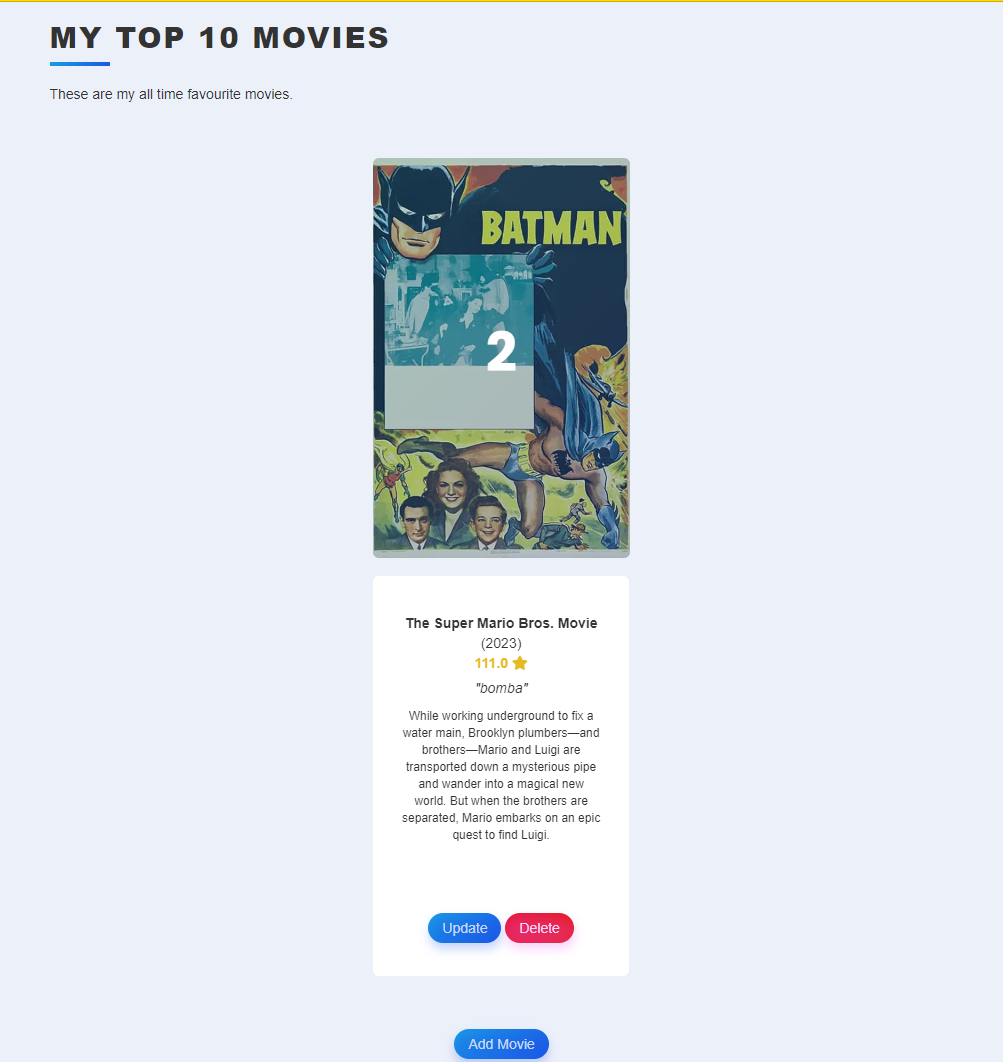 MY TOP 10 MOVIES
These are my all time favourite movies.
BATMAN
2
The Super Mario Bros. Movie
(2023)
111.0
"bomba"
While working underground to fix a
water main, Brooklyn plumbers—and
brothers—Mario and Luigi are
transported down a mysterious pipe
and wander into a magical new
world. But when the brothers are
separated, Mario embarks on an epic
quest to find Luigi.
Update Delete
Add Movie